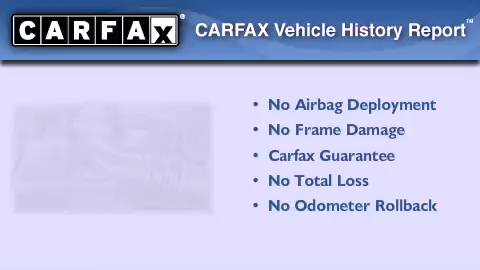 CARFAX® CARFAX Vehicle History Report™
• No Airbag Deployment
• No Frame Damage
• Carfax Guarantee
• No Total Loss
• No Odometer Rollback